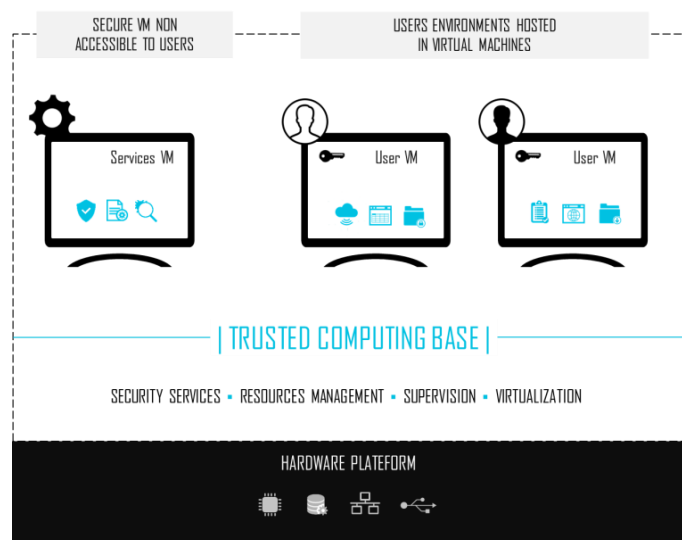 SECURE VM NON
ACCESSIBLE TO USERS
USERS ENVIRONMENTS HOSTED
IN VIRTUAL MACHINES
Services VM
User VM
User VM
| TRUSTED COMPUTING BASE |
SECURITY SERVICES ▪ RESOURCES MANAGEMENT ▪ SUPERVISION ▪ VIRTUALIZATION
HARDWARE PLATEFORM